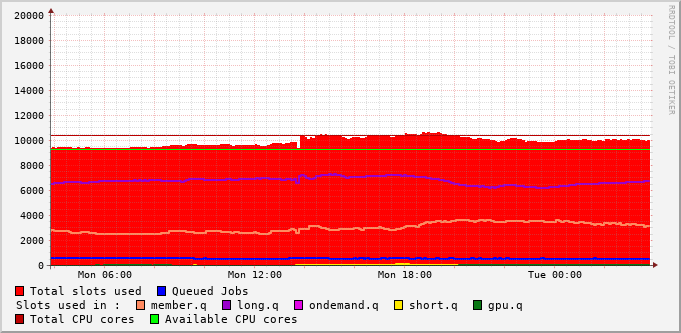 RRDTOOL / TOBI OETIKER
20000
18000
16000
14000
12000
10000
8000
6000
4000
2000
0
Mon 06:00 Mon 12:00 Mon 18:00 Tue 00:00
Total slots used Queued Jobs
Slots used in : member.q long.q ondemand.q short.q gpu.q
Total CPU cores Available CPU cores